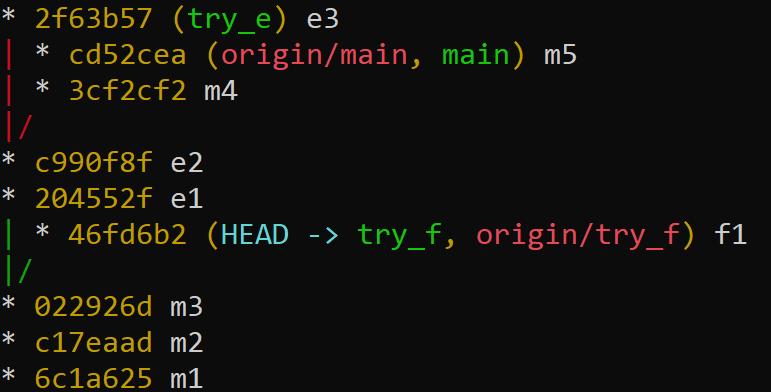 * 2f63b57 (try_e) e3
| * cd52cea (origin/main, main) m5
| * 3cf2cf2 m4
|/
* c990f8f e2
* 204552f e1
| * 46fd6b2 (HEAD -> try_f, origin/try_f) f1
|/
* 022926d m3
* c17eaad m2
* 6c1a625 m1